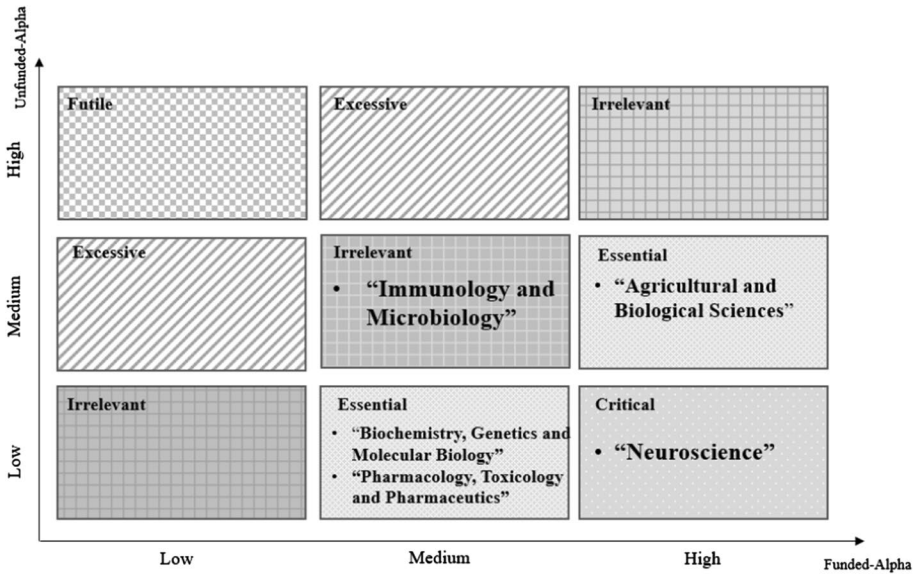 Unfunded-Alpha
High
Futile
Excessive
Irrelevant
Medium
Excessive
Irrelevant
• “Immunology and
Microbiology”
Essential
• “Agricultural and
Biological Sciences”
Low
Irrelevant
Essential
• “Biochemistry, Genetics and
Molecular Biology”
• “Pharmacology, Toxicology
and Pharmaceutics”
Critical
• “Neuroscience”
Low
Medium
High
Funded-Alpha